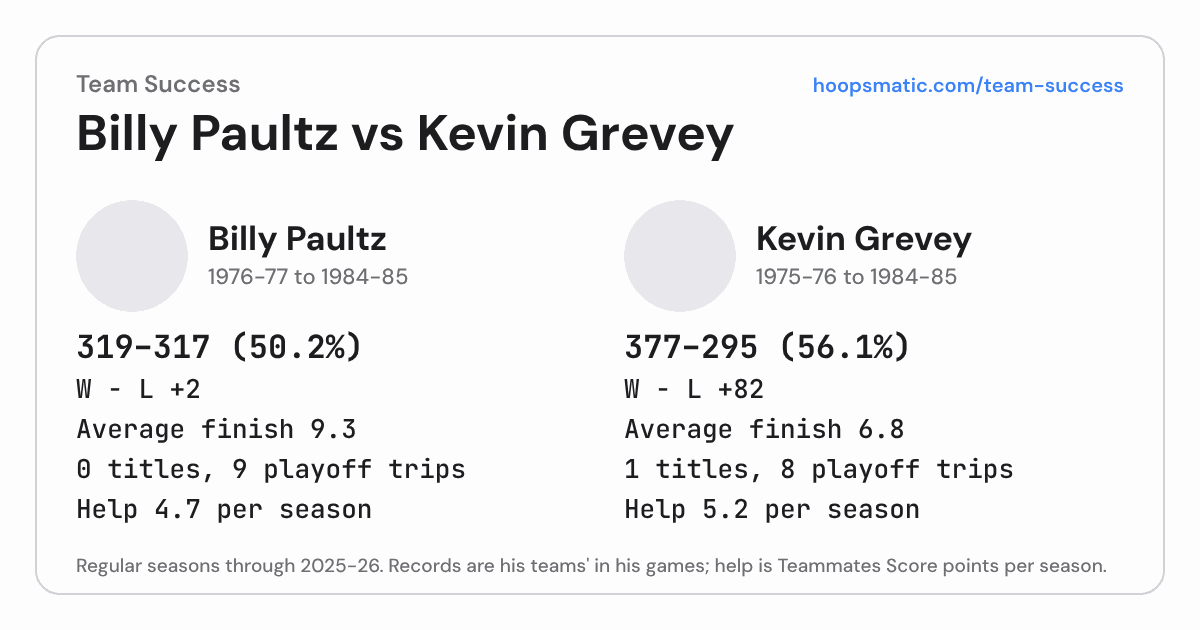 Team Success
hoopsmatic.com/team-success
Billy Paultz vs Kevin Grevey
Billy Paultz
1976-77 to 1984-85
319-317 (50.2%)
W - L +2
Average finish 9.3
0 titles, 9 playoff trips
Help 4.7 per season
Kevin Grevey
1975-76 to 1984-85
377-295 (56.1%)
W - L +82
Average finish 6.8
1 titles, 8 playoff trips
Help 5.2 per season
Regular seasons through 2025-26. Records are his teams' in his games; help is Teammates Score points per season.